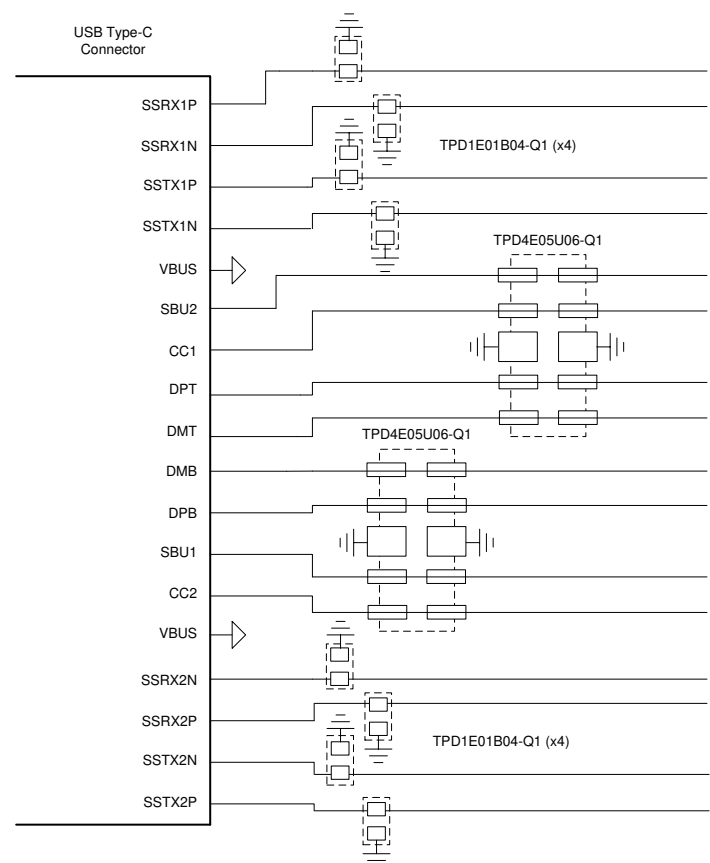 USB Type-C
Connector
SSRX1P
SSRX1N
TPD1E01B04-Q1 (x4)
SSTX1P
SSTX1N
TPD4E05U06-Q1
VBUS
SBU2
CC1
DPT
DMT
TPD4E05U06-Q1
DMB
DPB
SBU1
CC2
VBUS
SSRX2N
SSRX2P
TPD1E01B04-Q1 (x4)
SSTX2N
SSTX2P